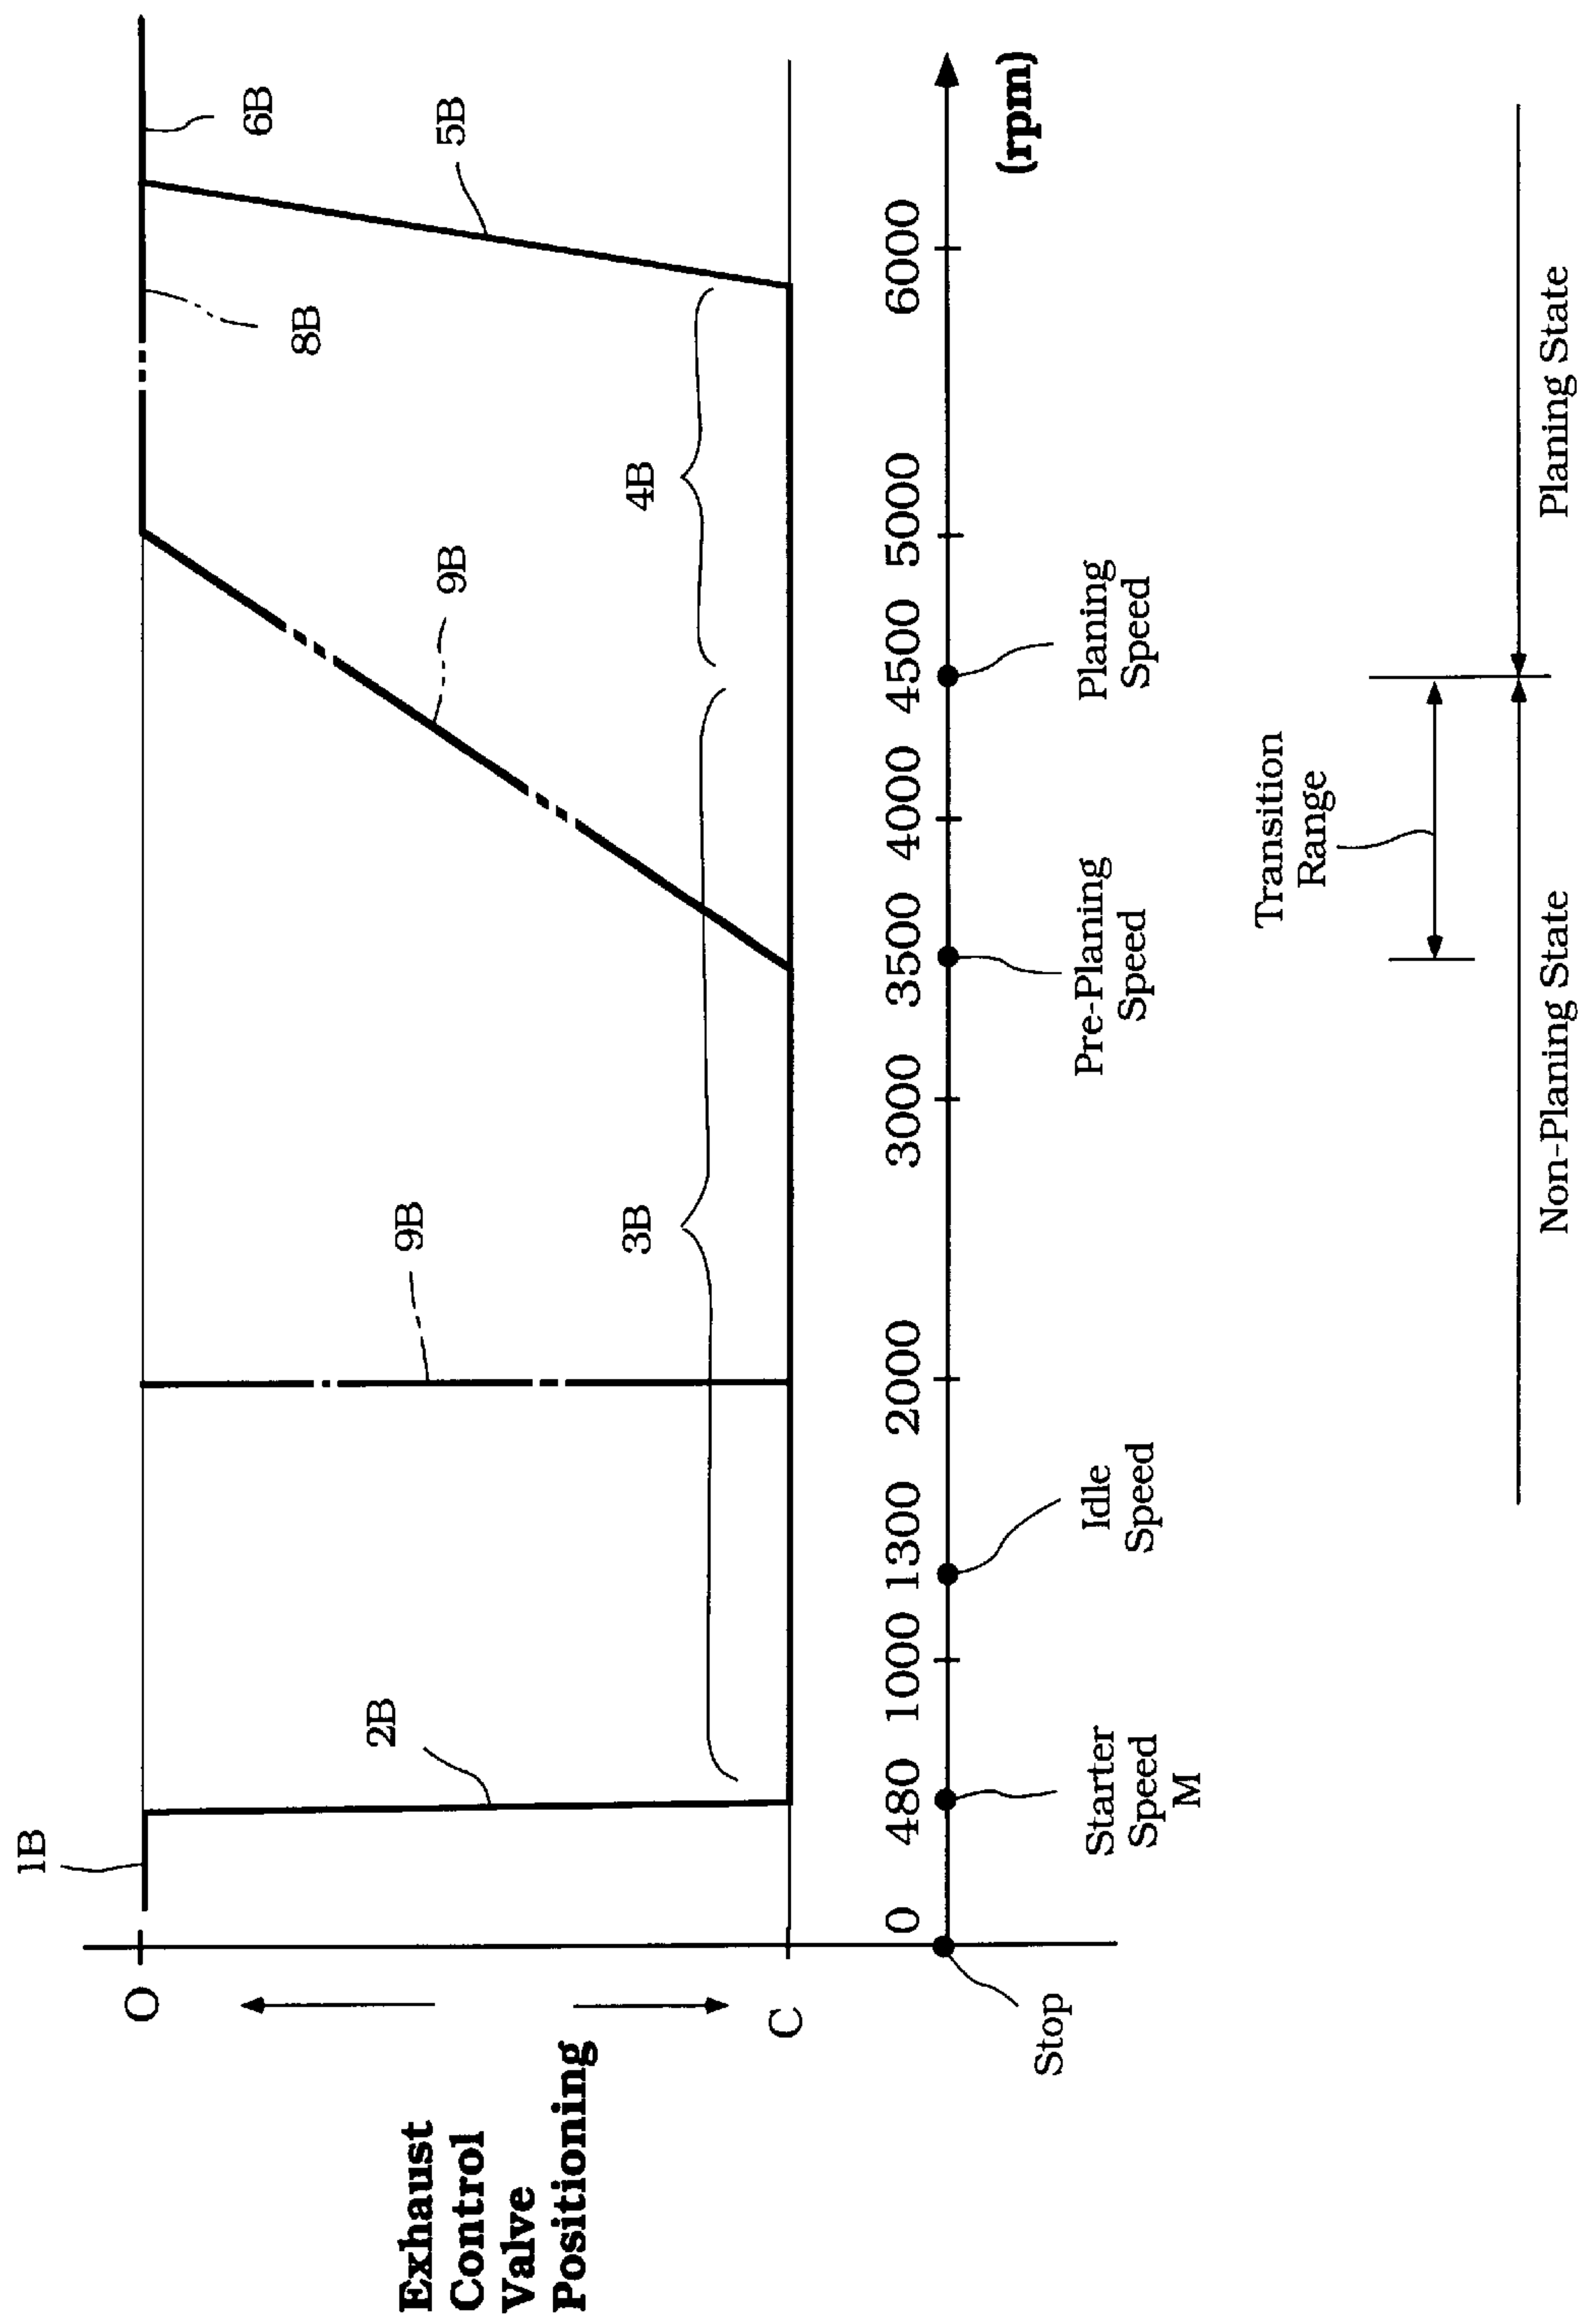 1B
6B
2B
9B
9B
8B
5B
3B
4B
O
C
Exhaust
Control
Valve
Positioning
0
480
1000
1300
2000
3000
3500
4000
4500
5000
6000
(rpm)
Stop
Starter
Speed
M
Idle
Speed
Pre-Planing
Speed
Planing
Speed
Transition
Range
Non-Planing State
Planing State